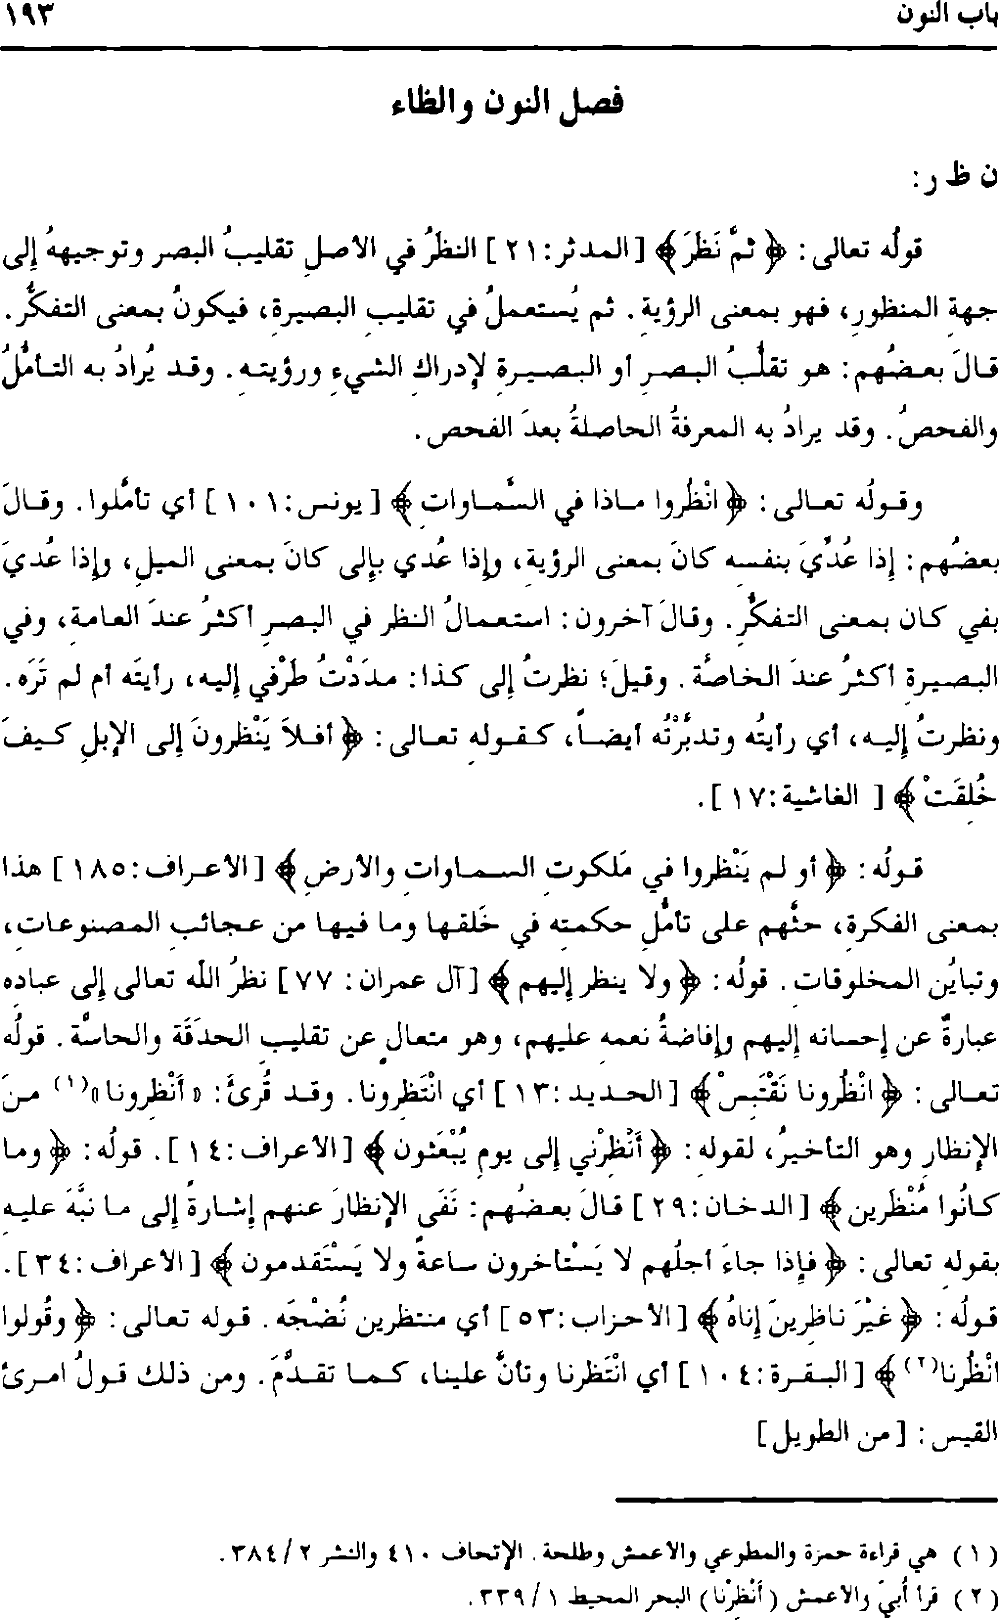 باب النون ١٩٣
فصل النون والظاء
ن ظ ر:
قولُه تعالى: ﴿ ثمَّ نَظَرَ ﴾ [المدثر:٢١] النظرُ في الأصلِ تقليبُ البصر وتوجيههُ إلى
جهةِ المنظورِ، فهو بمعنى الرؤيةِ. ثم يُستعملُ في تقليبِ البصيرةِ، فيكونُ بمعنى التفكُّرِ.
قالَ بعضُهم: هو تقلُّبُ البصرِ أو البصيرةِ لإدراكِ الشيءِ ورؤيتهِ. وقد يُرادُ به التأمُّلُ
والفحصُ. وقد يرادُ به المعرفةُ الحاصلةُ بعدَ الفحصِ.
وقولُه تعالى: ﴿ انْظُروا ماذا في السَّماواتِ ﴾ [يونس:١٠١] أي تأمَّلوا. وقالَ
بعضُهم: إذا عُدِّيَ بنفسه كانَ بمعنى الرؤيةِ، وإذا عُدي بإلى كانَ بمعنى الميلِ، وإذا عُديَ
بفي كان بمعنى التفكُّرِ. وقالَ آخرون: استعمالُ النظر في البصرِ أكثرُ عندَ العامةِ، وفي
البصيرةِ أكثرُ عندَ الخاصَّة. وقيلَ؛ نظرتُ إلى كذا: مددْتُ طَرْفي إليه، رأيتَه أم لم تَرَه.
ونظرتُ إليه، أي رأيتُه وتدبَّرْتُه أيضاً، كقولهِ تعالى: ﴿ أفلاَ يَنْظرونَ إلى الإبلِ كيفَ
خُلِقَتْ ﴾ [ الغاشية:١٧].
قولُه: ﴿ أو لم يَنْظروا في مَلكوتِ السماواتِ والأرضِ ﴾ [الأعراف:١٨٥] هذا
بمعنى الفكرةِ، حثَّهم على تأمُّلِ حكمته في خَلقها وما فيها من عجائبِ المصنوعاتِ،
وتبايُن المخلوقاتِ. قولُه: ﴿ ولا ينظر إليهم ﴾ [آل عمران: ٧٧] نظرُ اللّه تعالى إلى عباده
عبارةٌ عن إحسانه إليهم وإفاضةُ نعمهِ عليهم، وهو متعالٍ عن تقليبِ الحدَقَة والحاسَّة. قولُه
تعالى: ﴿ انْظُرونا نَقْتَبِسْ ﴾ [الحديد:١٣] أي انْتَظِرونا. وقد قُرئَ: «أَنْظِرونا»(١) منَ
الإنظارِ وهو التأخيرُ، لقولهِ: ﴿ أَنْظِرْني إلى يومِ يُبْعَثون ﴾ [الأعراف:١٤]. قولُه: ﴿ وما
كانُوا مُنْظَرين ﴾ [الدخان:٢٩] قالَ بعضُهم: نَفَى الإنظارَ عنهم إشارةً إلى ما نبَّهَ عليه
بقولهِ تعالى: ﴿ فإذا جاءَ أجلُهم لا يَسْتأخرون ساعةً ولا يَسْتَقدمون ﴾ [الأعراف:٣٤].
قولُه: ﴿ غيْرَ ناظِرينَ إناهُ ﴾ [الأحزاب:٥٣] أي منتظرين نُضْجَه. قوله تعالى: ﴿ وقُولوا
انْظُرنا(٢) ﴾ [البقرة:١٠٤] أي انْتَظرنا وتأنَّ علينا، كما تقدَّمَ. ومن ذلك قولُ امرئ
القيس: [من الطويل]
(١) هي قراءة حمزة والمطوعي والأعمش وطلحة. الإتحاف ٤١٠ والنشر ٣٨٤/٢.
(٢) قرأ أُبيّ والأعمش (أَنْظِرْنا) البحر المحيط ٣٣٩/١.